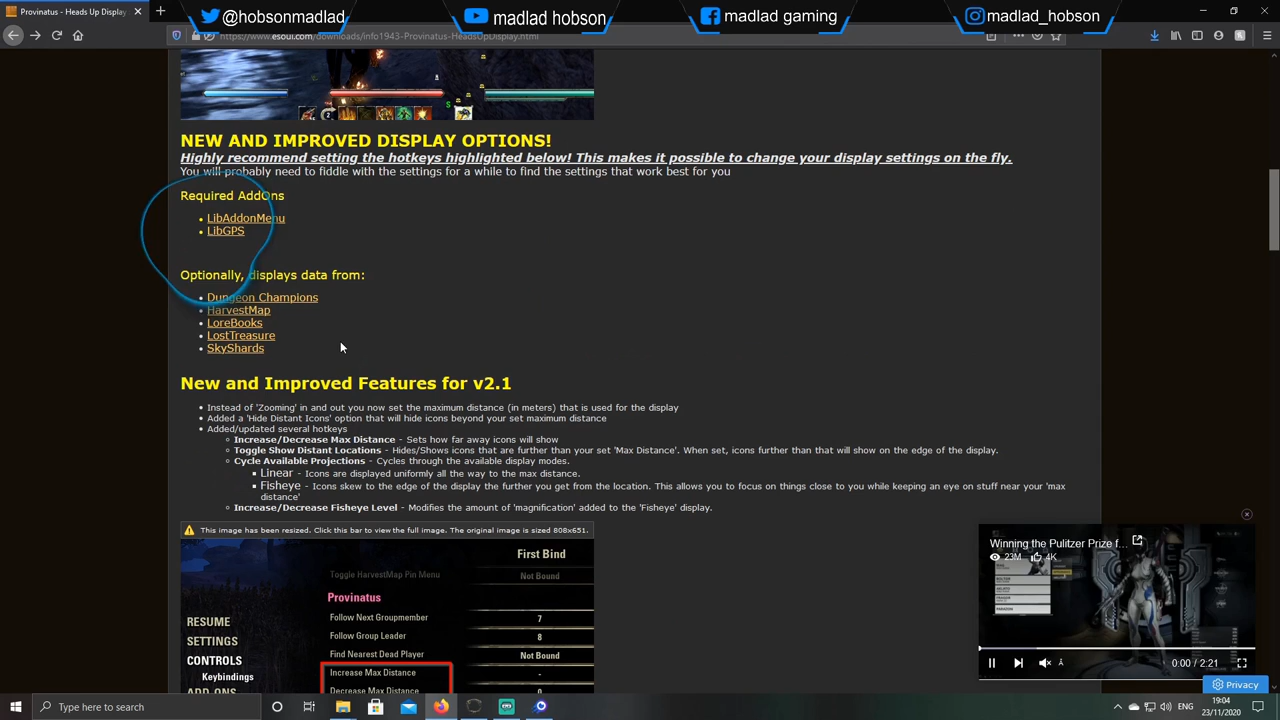 Provinatus - Heads Up Display
@hobsonmadlad
madlad hobson
madlad gaming
madlad_hobson
https://www.esoui.com/downloads/info1943-Provinatus-HeadsUpDisplay.html
NEW AND IMPROVED DISPLAY OPTIONS!
Highly recommend setting the hotkeys highlighted below! This makes it possible to change your display settings on the fly.
You will probably need to fiddle with the settings for a while to find the settings that work best for you
Required AddOns
LibAddonMenu
LibGPS
Optionally, displays data from:
Dungeon Champions
HarvestMap
LoreBooks
LostTreasure
SkyShards
New and Improved Features for v2.1
Instead of 'Zooming' in and out you now set the maximum distance (in meters) that is used for the display
Added a 'Hide Distant Icons' option that will hide icons beyond your set maximum distance
Added/updated several hotkeys
Increase/Decrease Max Distance - Sets how far away icons will show
Toggle Show Distant Locations - Hides/Shows icons that are further than your set 'Max Distance'. When set, icons further than that will show on the edge of the display.
Cycle Available Projections - Cycles through the available display modes.
Linear - Icons are displayed uniformly all the way to the max distance.
Fisheye - Icons skew to the edge of the display the further you get from the location. This allows you to focus on things close to you while keeping an eye on stuff near your 'max
distance'
Increase/Decrease Fisheye Level - Modifies the amount of 'magnification' added to the 'Fisheye' display.
This image has been resized. Click this bar to view the full image. The original image is sized 808x651.
First Bind
Toggle HarvestMap Pin Menu Not Bound
Provinatus
Follow Next Groupmember 7
Follow Group Leader 8
Find Nearest Dead Player Not Bound
Increase Max Distance -
Decrease Max Distance 0
RESUME
SETTINGS
CONTROLS
Keybindings
ADD-ONS
Winning the Pulitzer Prize f...
23M 4K
0:00 / 2:21
Privacy
Type here to search
ENG
19:04
23/11/2020